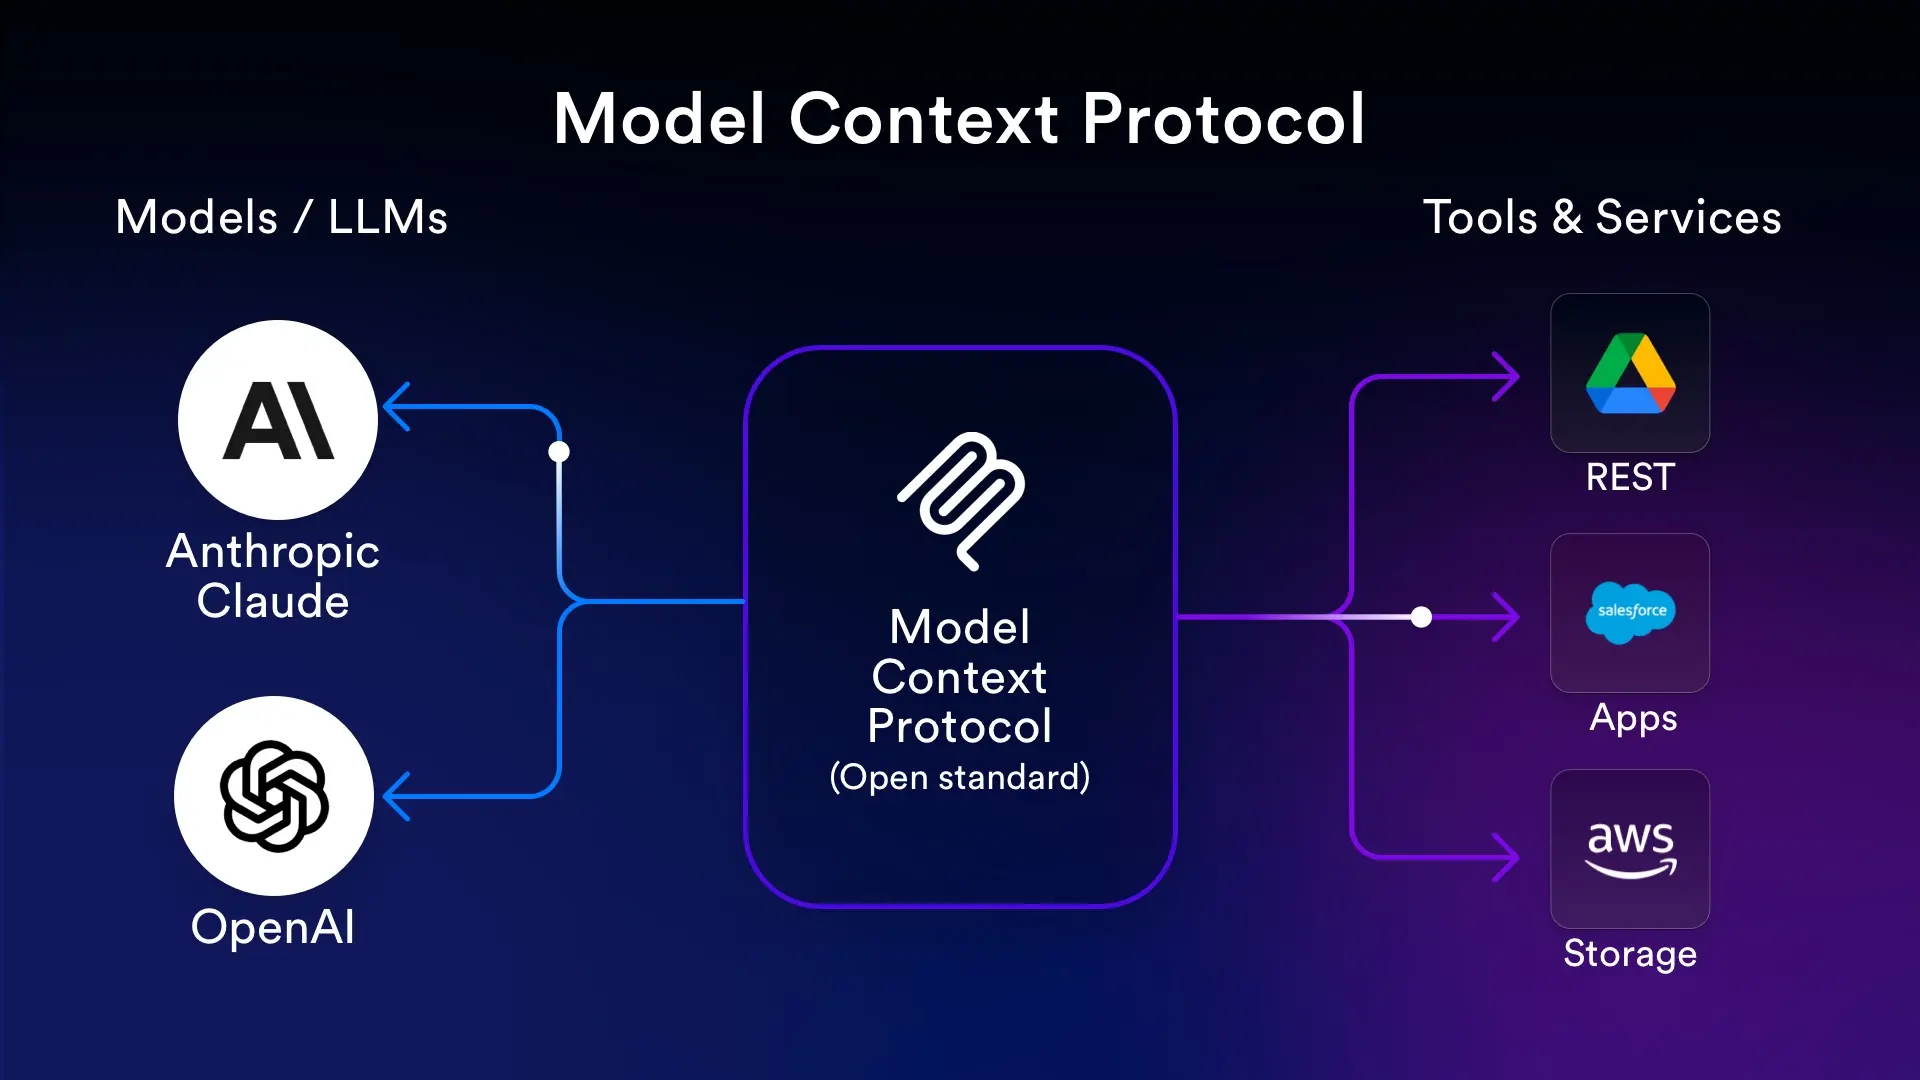 Model Context Protocol
Models / LLMs
Tools & Services
Anthropic
Claude
OpenAI
Model
Context
Protocol
(Open standard)
REST
salesforce
Apps
aws
Storage